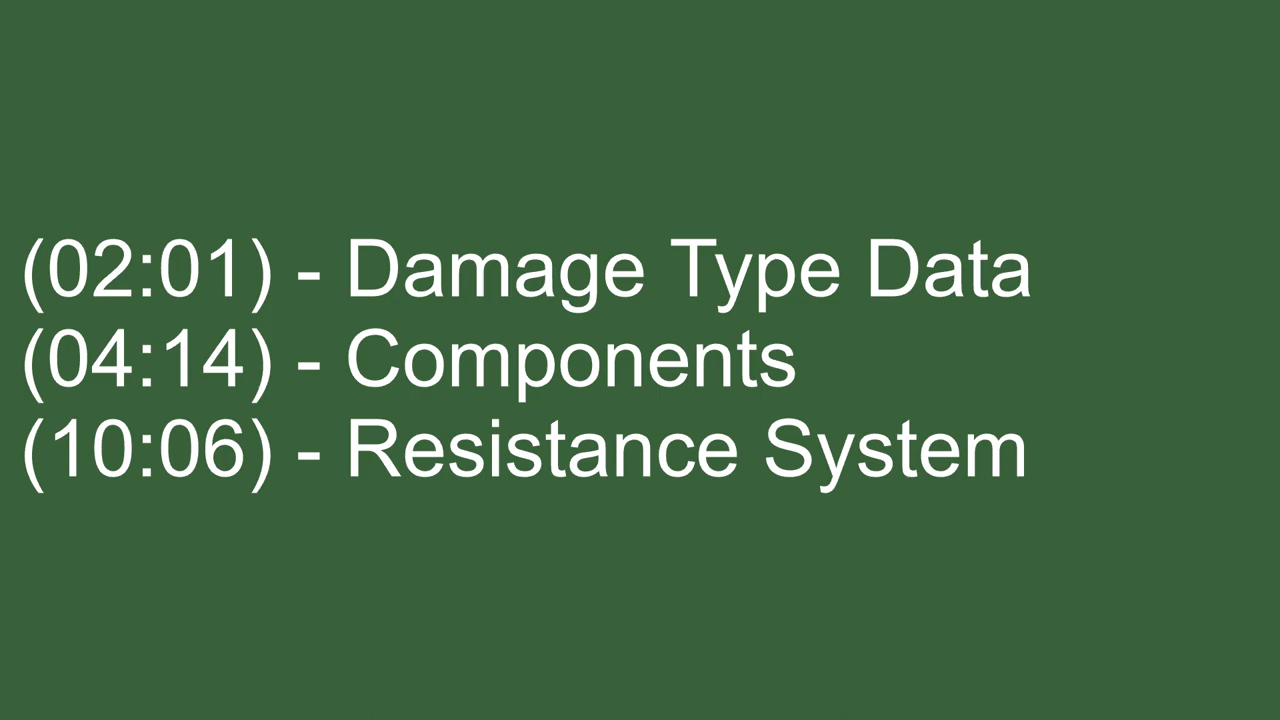 (02:01) - Damage Type Data
(04:14) - Components
(10:06) - Resistance System